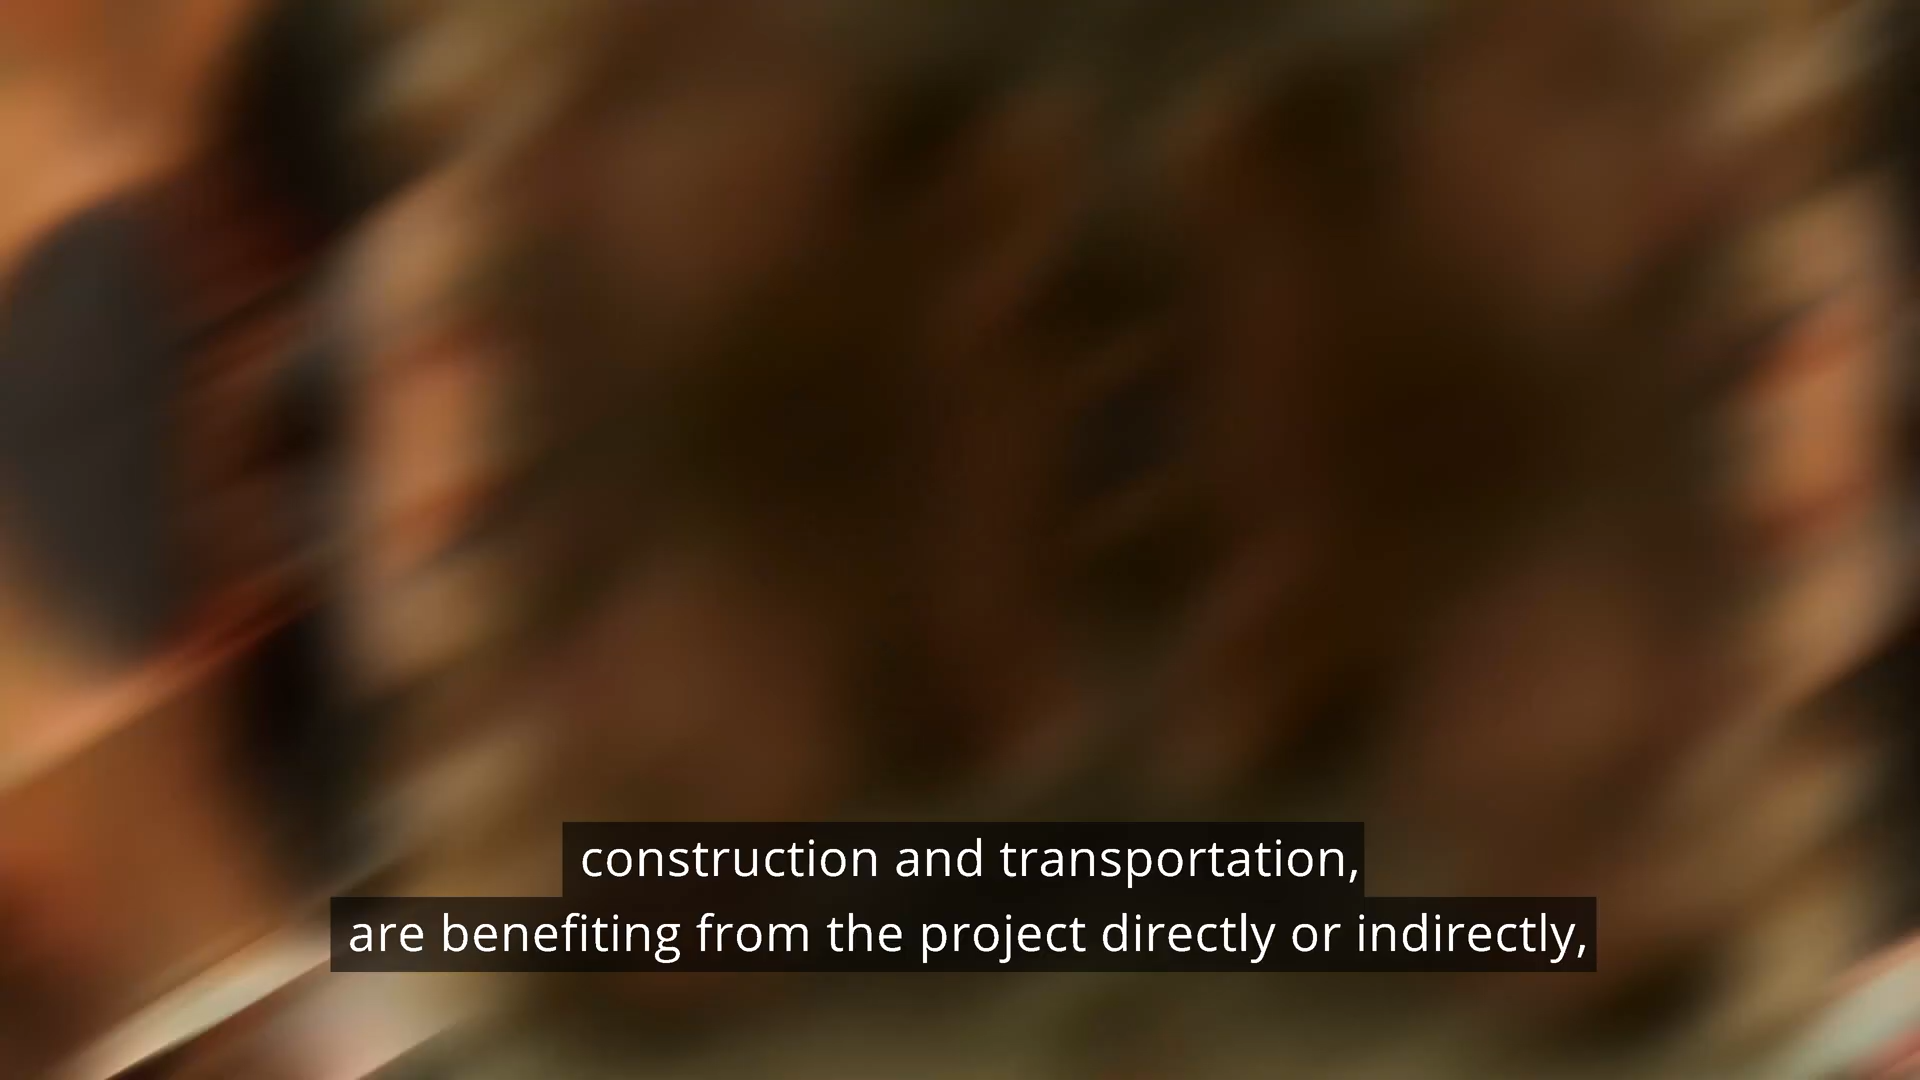 construction and transportation,
are benefiting from the project directly or indirectly,